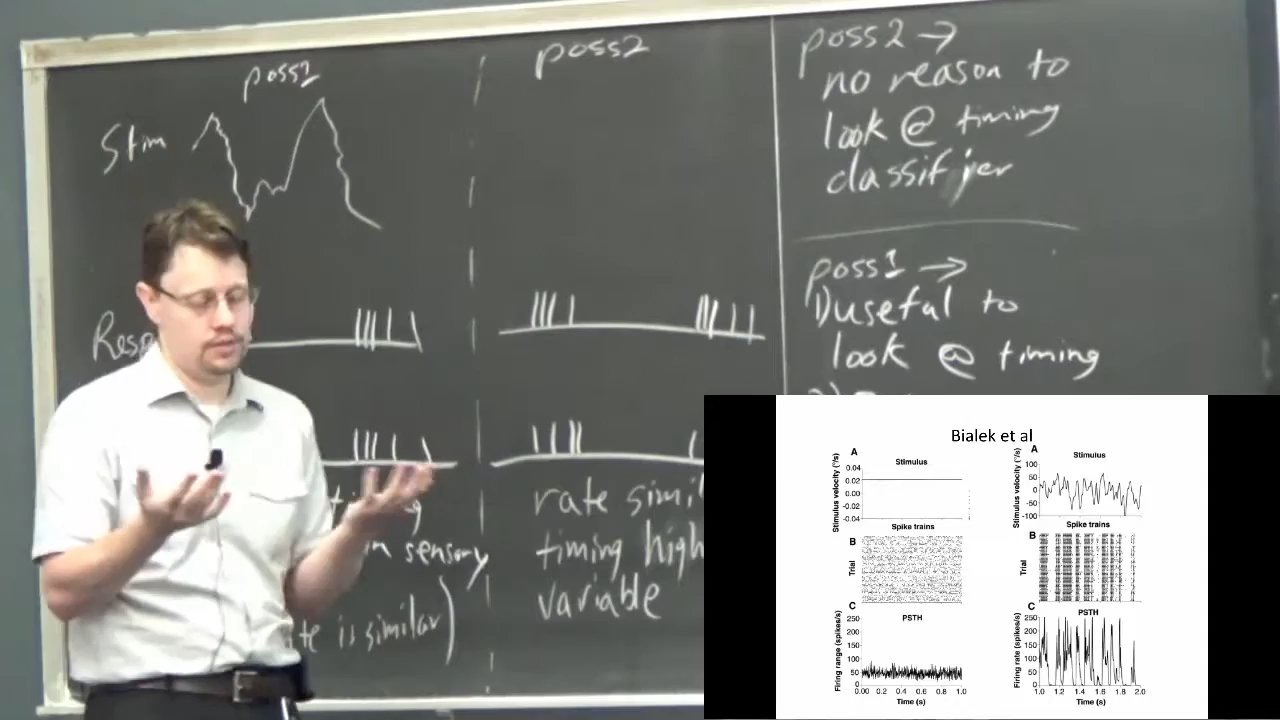 poss1
Stim
Resp
sensory
rate is similar)
poss2
rate simil
timing high
variable
poss2 →
no reason to
look @ timing
classifier
poss1 →
1) useful to
look @ timing
Bialek et al
A
Stimulus
Stimulus velocity (°/s)
0.04
0.02
0.00
-0.02
-0.04
Spike trains
B
Trial
C
PSTH
Firing range (spikes/s)
250
200
150
100
50
0
0.0 0.2 0.4 0.6 0.8 1.0
Time (s)
A
Stimulus
Stimulus velocity (°/s)
100
50
0
-50
-100
Spike trains
B
Trial
C
PSTH
Firing rate (spikes/s)
250
200
150
100
50
0
1.0 1.2 1.4 1.6 1.8 2.0
Time (s)